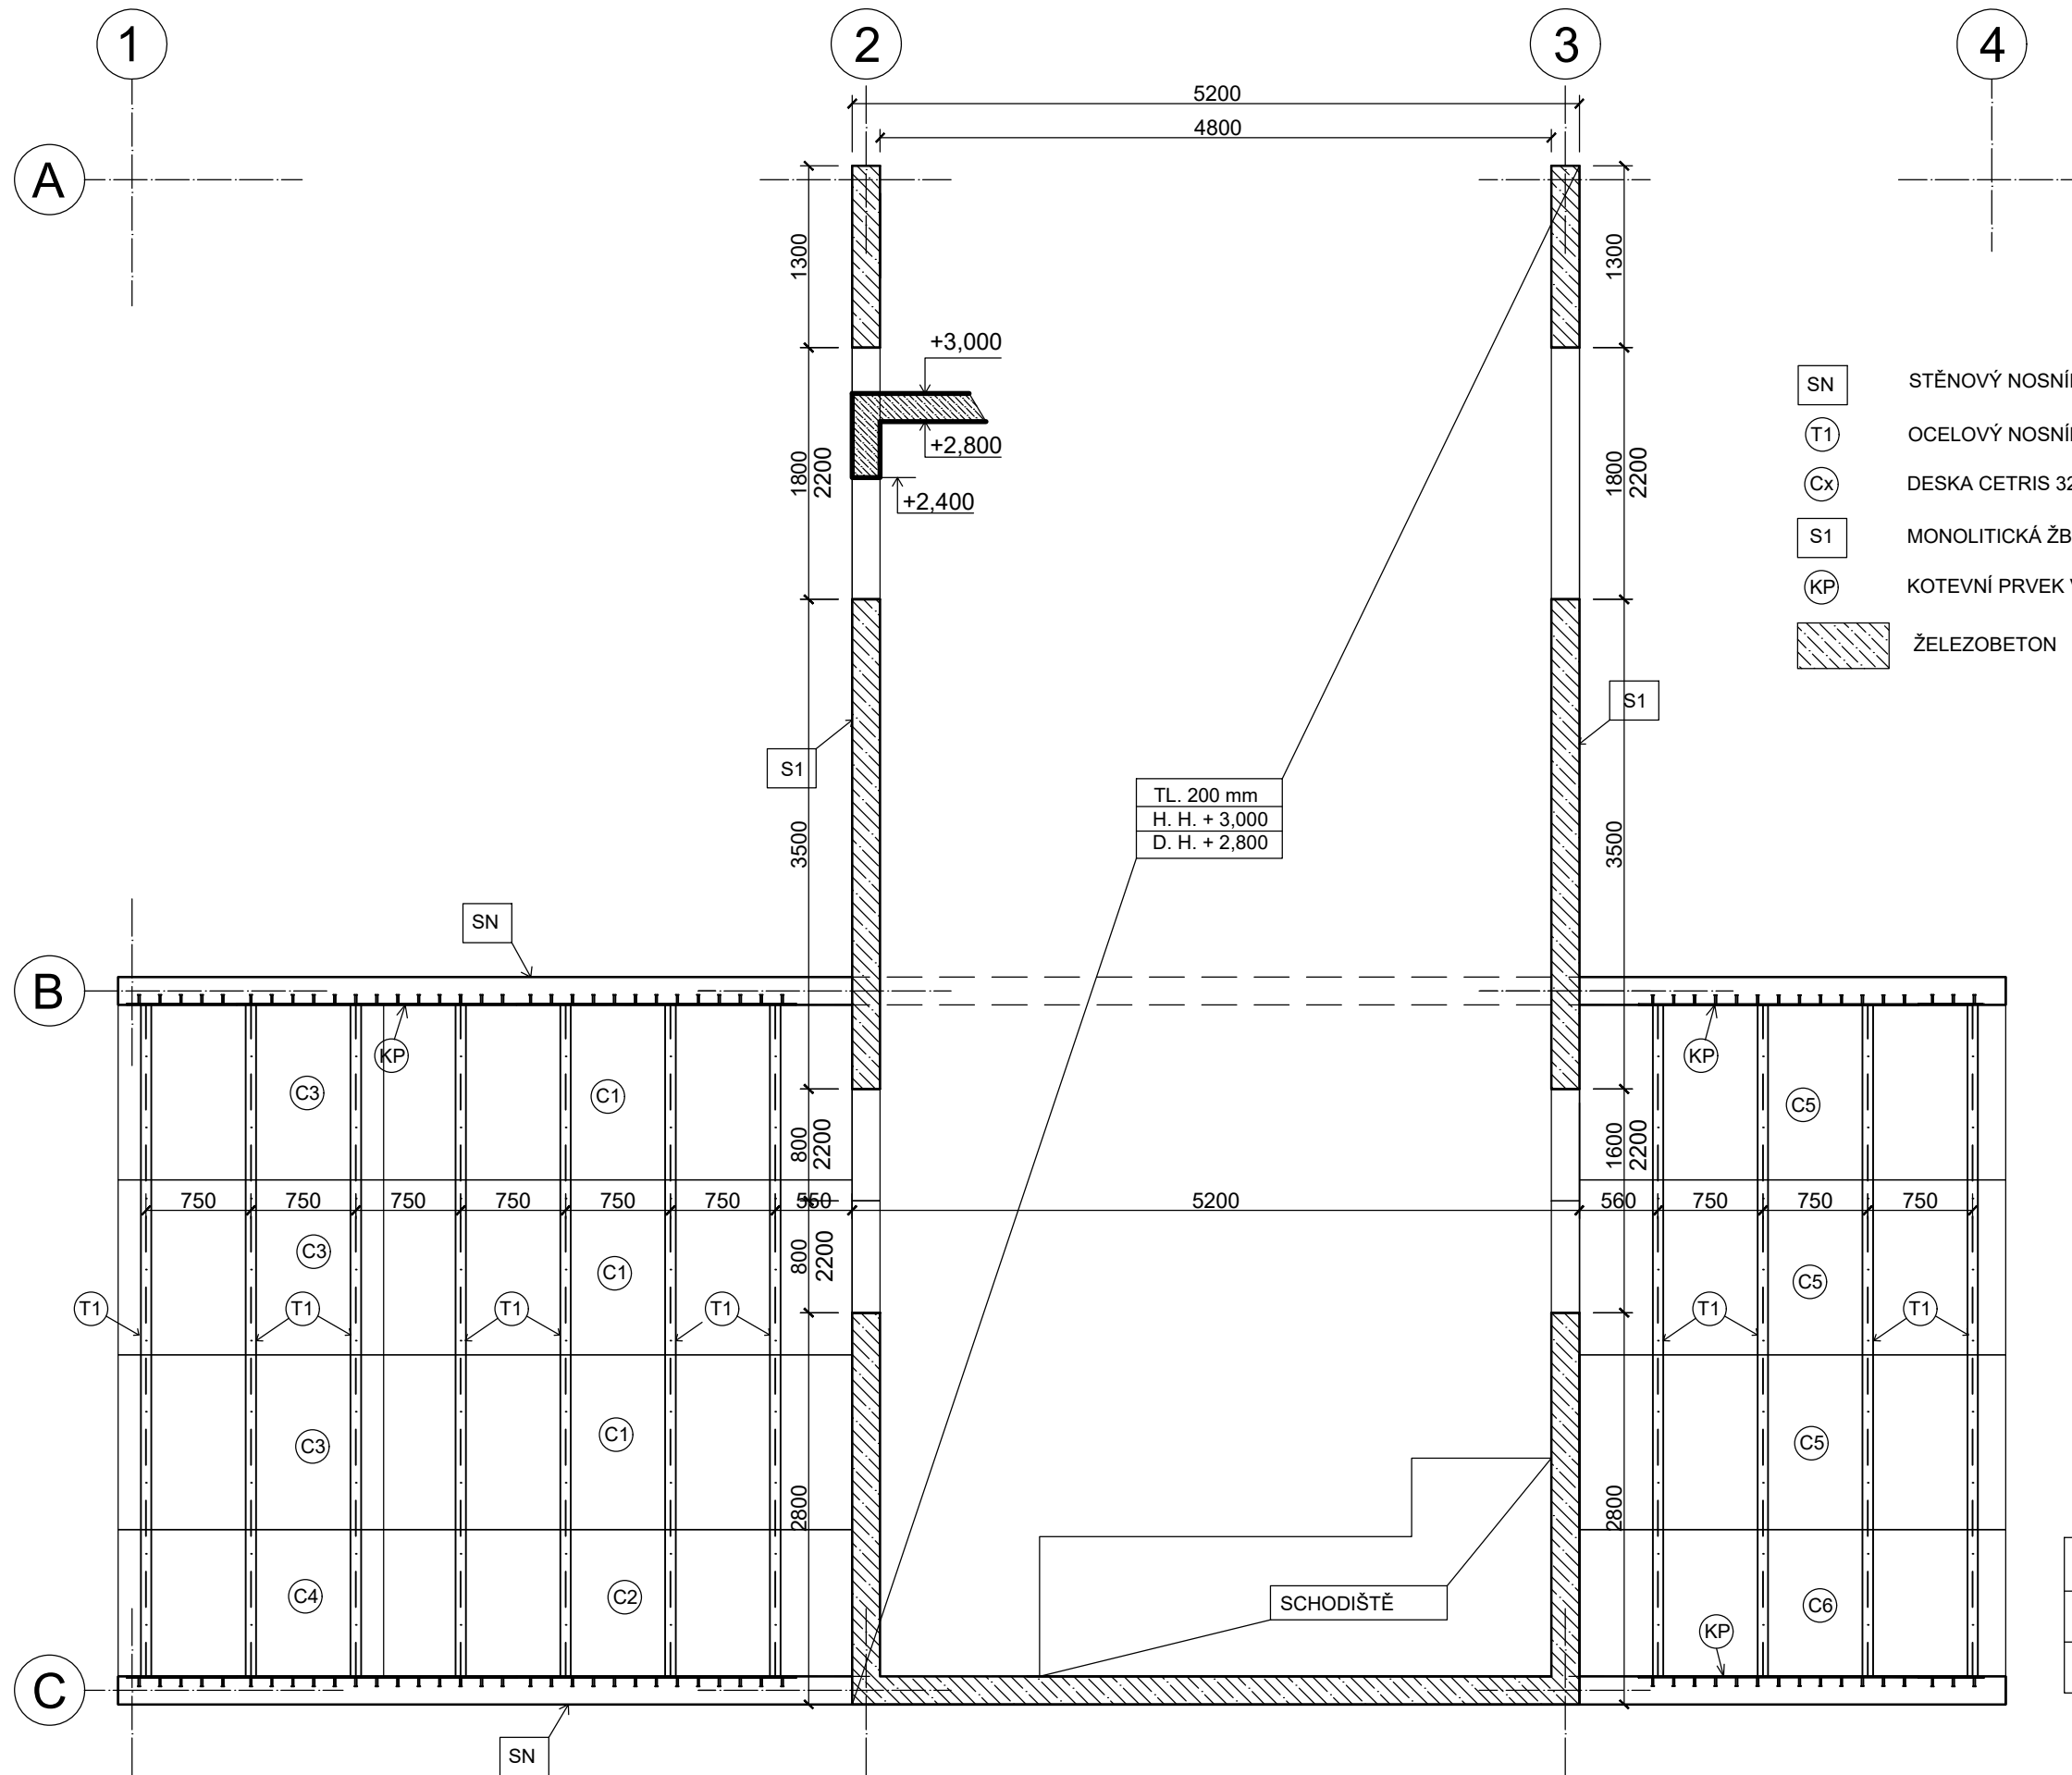 1
2
3
4
5200
4800
A
1300
1300
+3,000
+2,800
+2,400
1800
2200
1800
2200
SN
T1
OCELOVÝ
Cx
DESKA CETRIS
S1
MONOLITICKÁ ŽB
KP
KOTEVNÍ PRVEK
STĚNOVÝ
ŽELEZOBETON
S1
S1
TL. 200 mm
H. H. + 3,000
D. H. + 2,800
3500
3500
SN
B
KP
KP
C3
C1
C5
800
2200
1600
2200
750
750
750
750
750
750
560
5200
560
750
750
750
C3
C1
C5
800
2200
T1
T1
T1
T1
T1
T1
C3
C1
C5
2800
2800
C4
C2
SCHODIŠTĚ
C6
KP
C
SN